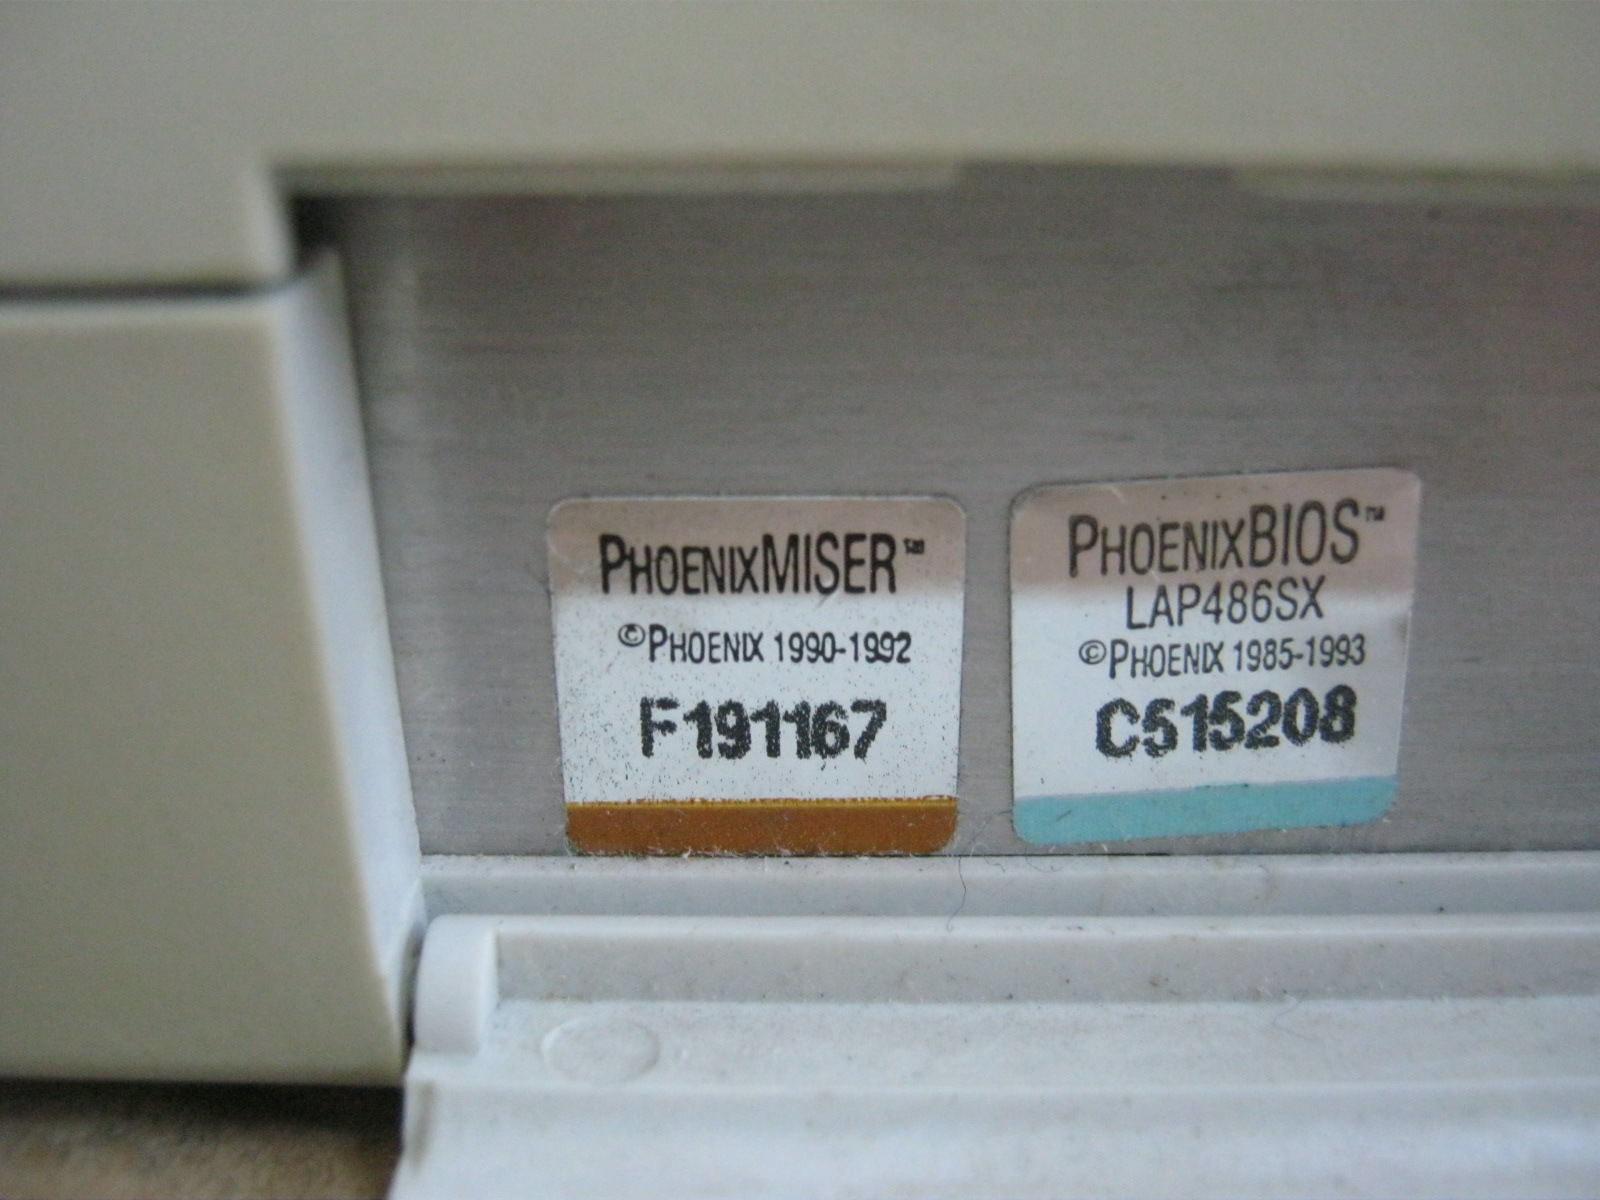 PHOENIXMISER™
©PHOENIX 1990-1992
F191167
PHOENIXBIOS™
LAP486SX
©PHOENIX 1985-1993
C515208